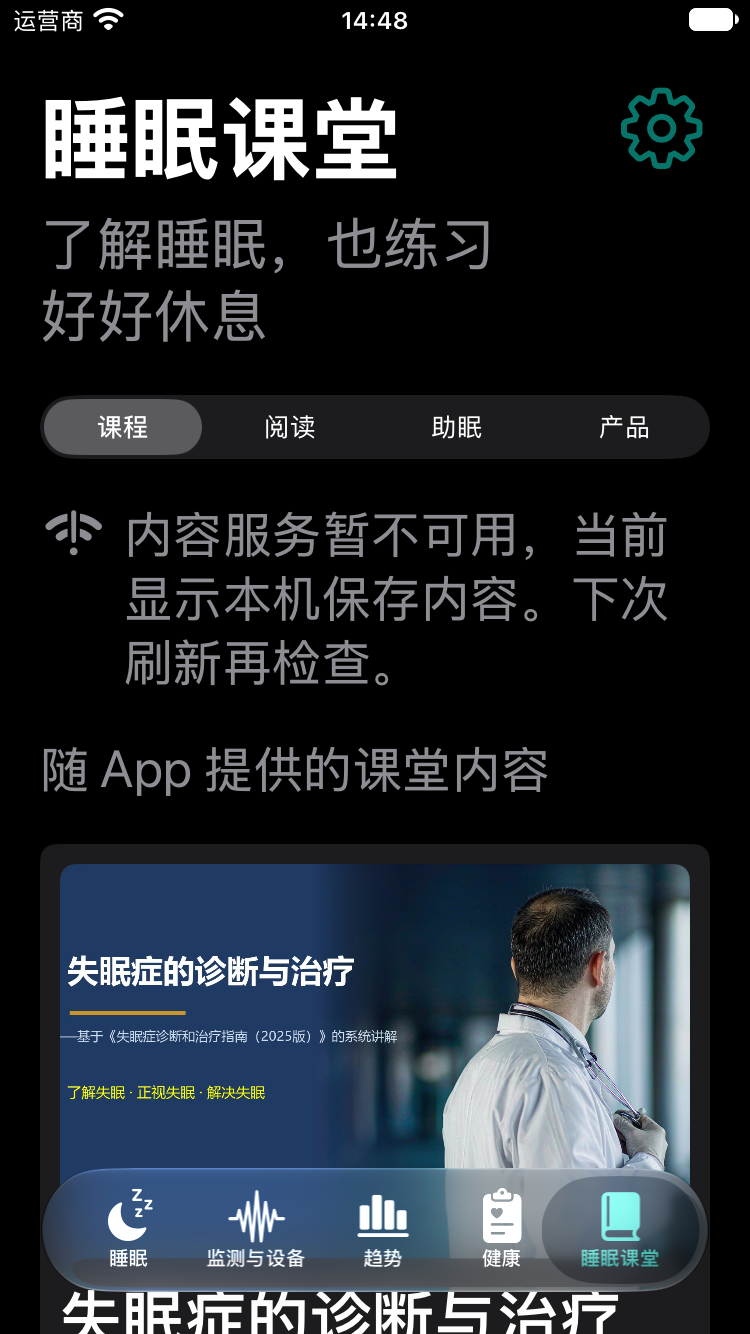 运营商
14:48
睡眠课堂
了解睡眠，也练习
好好休息
课程
阅读
助眠
产品
内容服务暂不可用，当前
显示本机保存内容。下次
刷新再检查。
随 App 提供的课堂内容
失眠症的诊断与治疗
—基于《失眠症诊断和治疗指南（2025版）》的系统讲解
了解失眠 · 正视失眠 · 解决失眠
睡眠
监测与设备
趋势
健康
睡眠课堂
失眠症的诊断与治疗